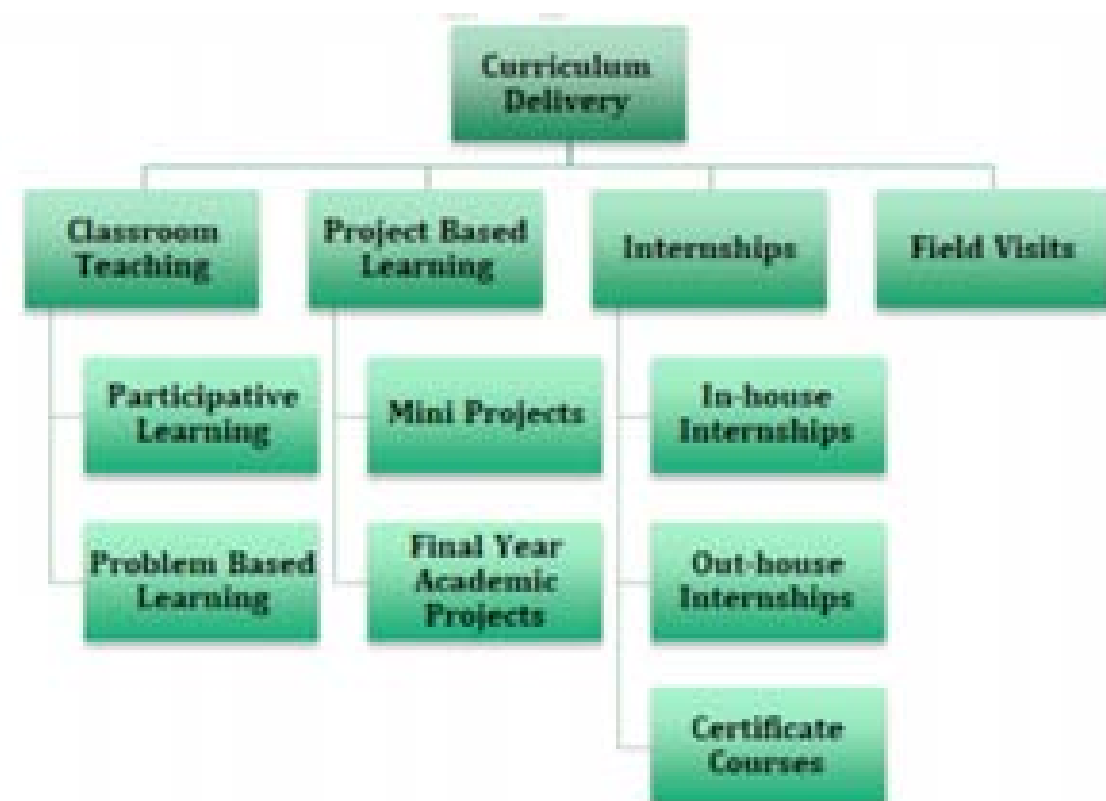 Curriculum
Delivery
Classroom
Teaching
Project Based
Learning
Internships
Field Visits
Participative
Learning
Mini Projects
In-house
Internships
Problem Based
Learning
Final Year
Academic
Projects
Out-house
Internships
Certificate
Courses